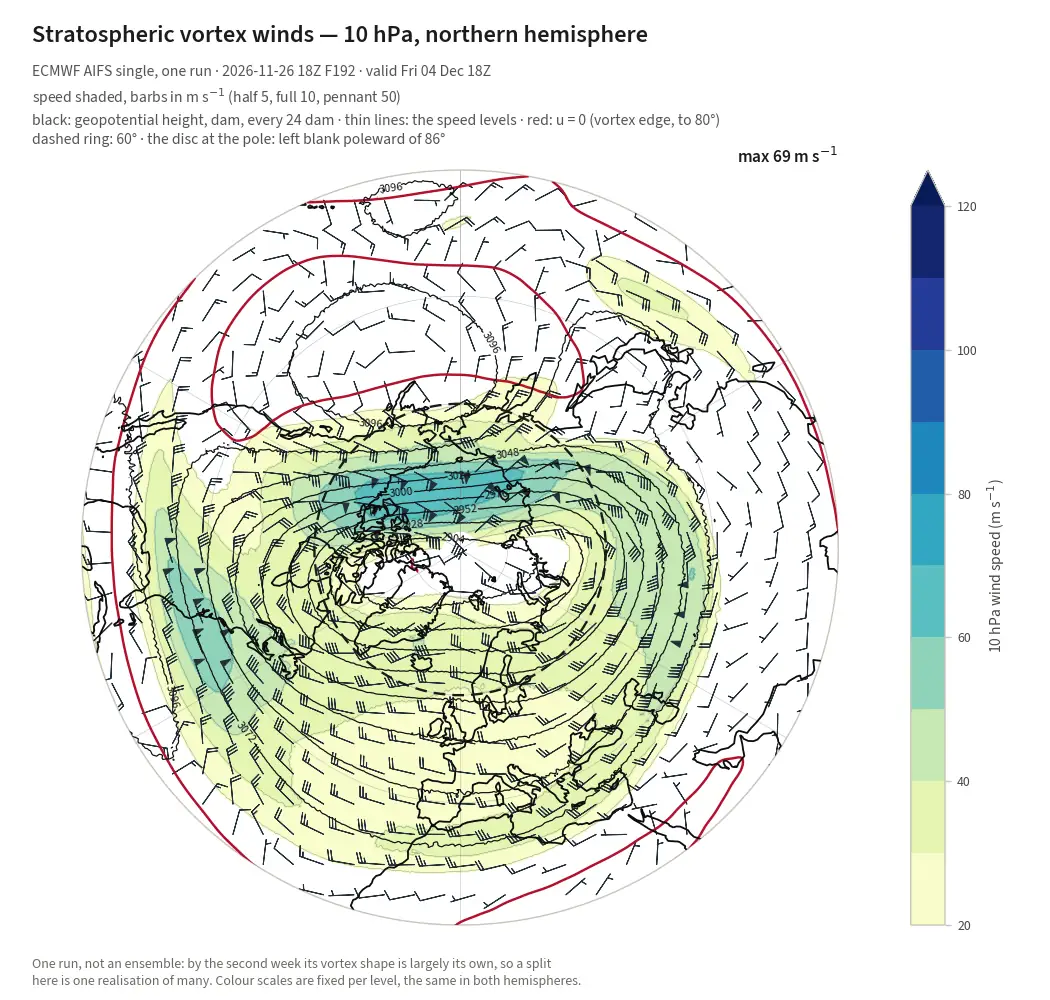 Stratospheric vortex winds — 10 hPa, northern hemisphere
ECMWF AIFS single, one run · 2026-11-26 18Z F192 · valid Fri 04 Dec 18Z
speed shaded, barbs in m s⁻¹ (half 5, full 10, pennant 50)
black: geopotential height, dam, every 24 dam · thin lines: the speed levels · red: u = 0 (vortex edge, to 80°)
dashed ring: 60° · the disc at the pole: left blank poleward of 86°
max 69 m s⁻¹
3096
3096
3096
3048
3000
2952
2904
3096
3072
120
100
80
60
40
20
10 hPa wind speed (m s⁻¹)
One run, not an ensemble: by the second week its vortex shape is largely its own, so a split
here is one realisation of many. Colour scales are fixed per level, the same in both hemispheres.